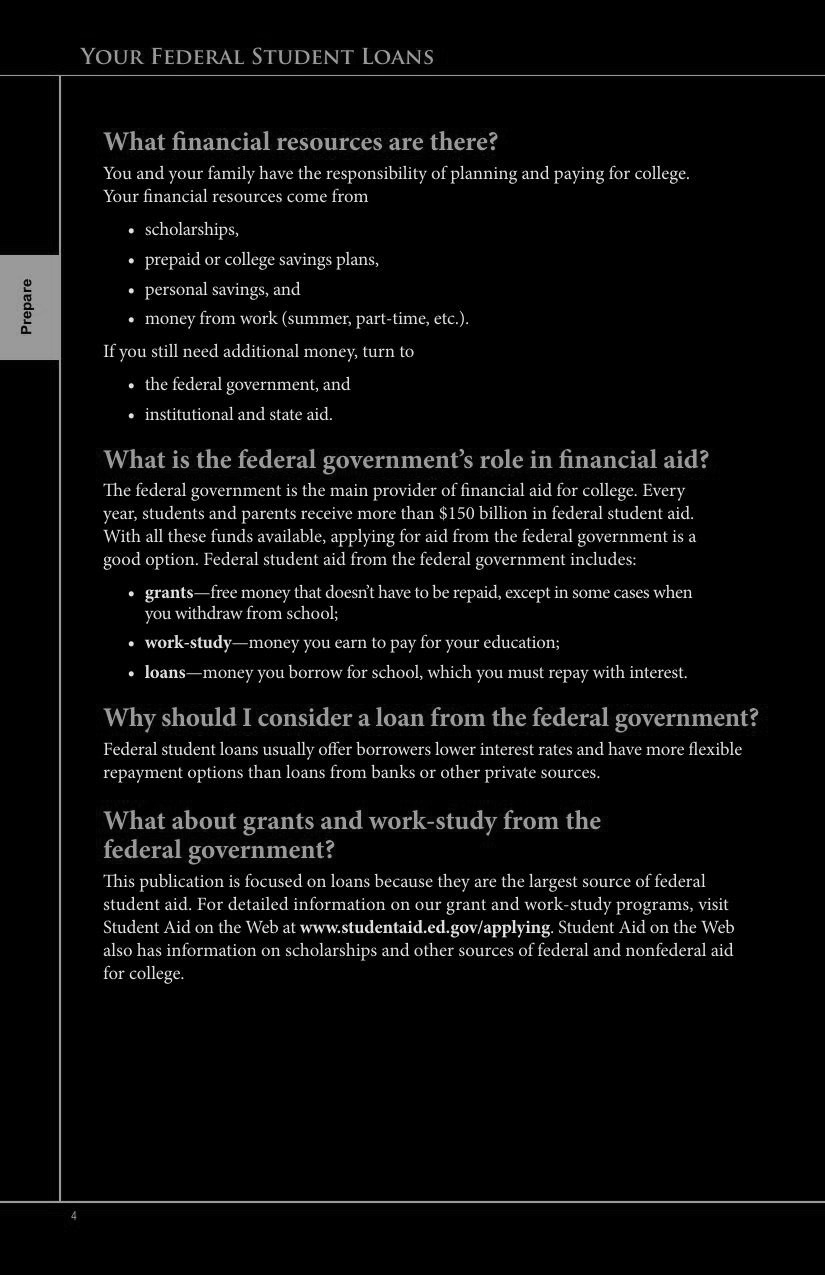 Your Federal Student Loans
Prepare
What financial resources are there?
You and your family have the responsibility of planning and paying for college.
Your financial resources come from
• scholarships,
• prepaid or college savings plans,
• personal savings, and
• money from work (summer, part-time, etc.).
If you still need additional money, turn to
• the federal government, and
• institutional and state aid.
What is the federal government’s role in financial aid?
The federal government is the main provider of financial aid for college. Every
year, students and parents receive more than $150 billion in federal student aid.
With all these funds available, applying for aid from the federal government is a
good option. Federal student aid from the federal government includes:
• grants—free money that doesn’t have to be repaid, except in some cases when
you withdraw from school;
• work-study—money you earn to pay for your education;
• loans—money you borrow for school, which you must repay with interest.
Why should I consider a loan from the federal government?
Federal student loans usually offer borrowers lower interest rates and have more flexible
repayment options than loans from banks or other private sources.
What about grants and work-study from the
federal government?
This publication is focused on loans because they are the largest source of federal
student aid. For detailed information on our grant and work-study programs, visit
Student Aid on the Web at www.studentaid.ed.gov/applying. Student Aid on the Web
also has information on scholarships and other sources of federal and nonfederal aid
for college.
4